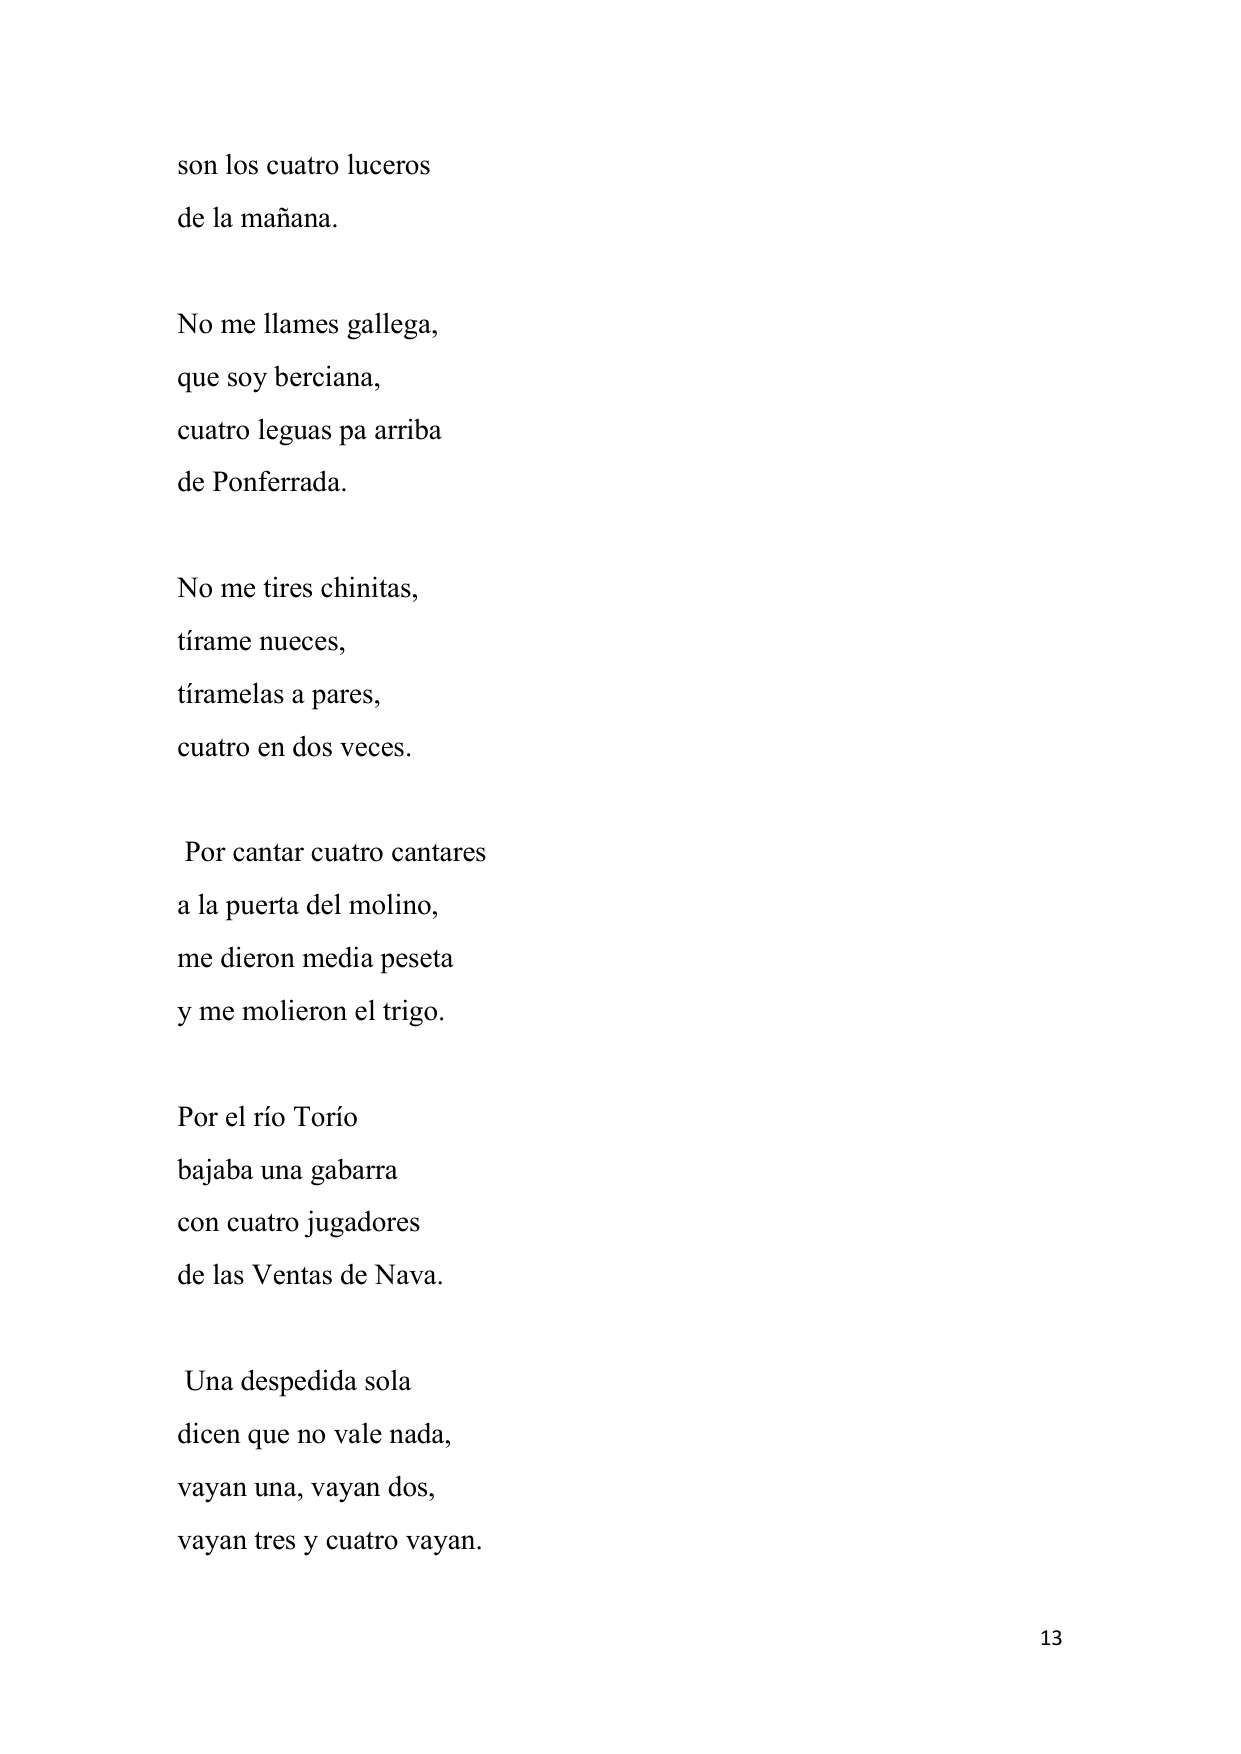 son los cuatro luceros
de la mañana.
No me llames gallega,
que soy berciana,
cuatro leguas pa arriba
de Ponferrada.
No me tires chinitas,
tírame nueces,
tíramelas a pares,
cuatro en dos veces.
Por cantar cuatro cantares
a la puerta del molino,
me dieron media peseta
y me molieron el trigo.
Por el río Torío
bajaba una gabarra
con cuatro jugadores
de las Ventas de Nava.
Una despedida sola
dicen que no vale nada,
vayan una, vayan dos,
vayan tres y cuatro vayan.
13